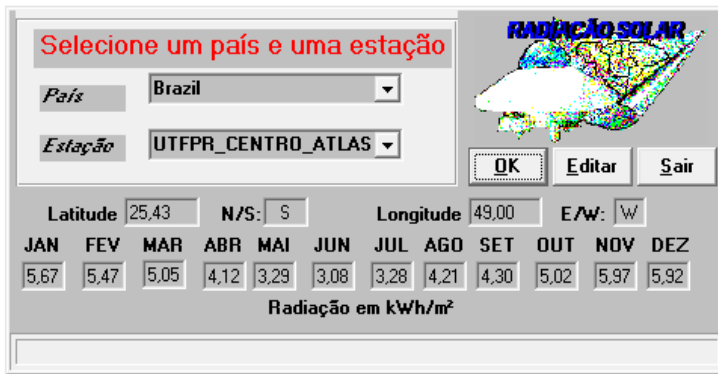 RADIAÇÃO SOLAR
Selecione um país e uma estação
País Brazil
Estação UTFPR_CENTRO_ATLAS
OK Editar Sair
Latitude 25,43 N/S: S Longitude 49,00 E/W: W
JAN FEV MAR ABR MAI JUN JUL AGO SET OUT NOV DEZ
5,67 5,47 5,05 4,12 3,29 3,08 3,28 4,21 4,30 5,02 5,97 5,92
Radiação em kWh/m²